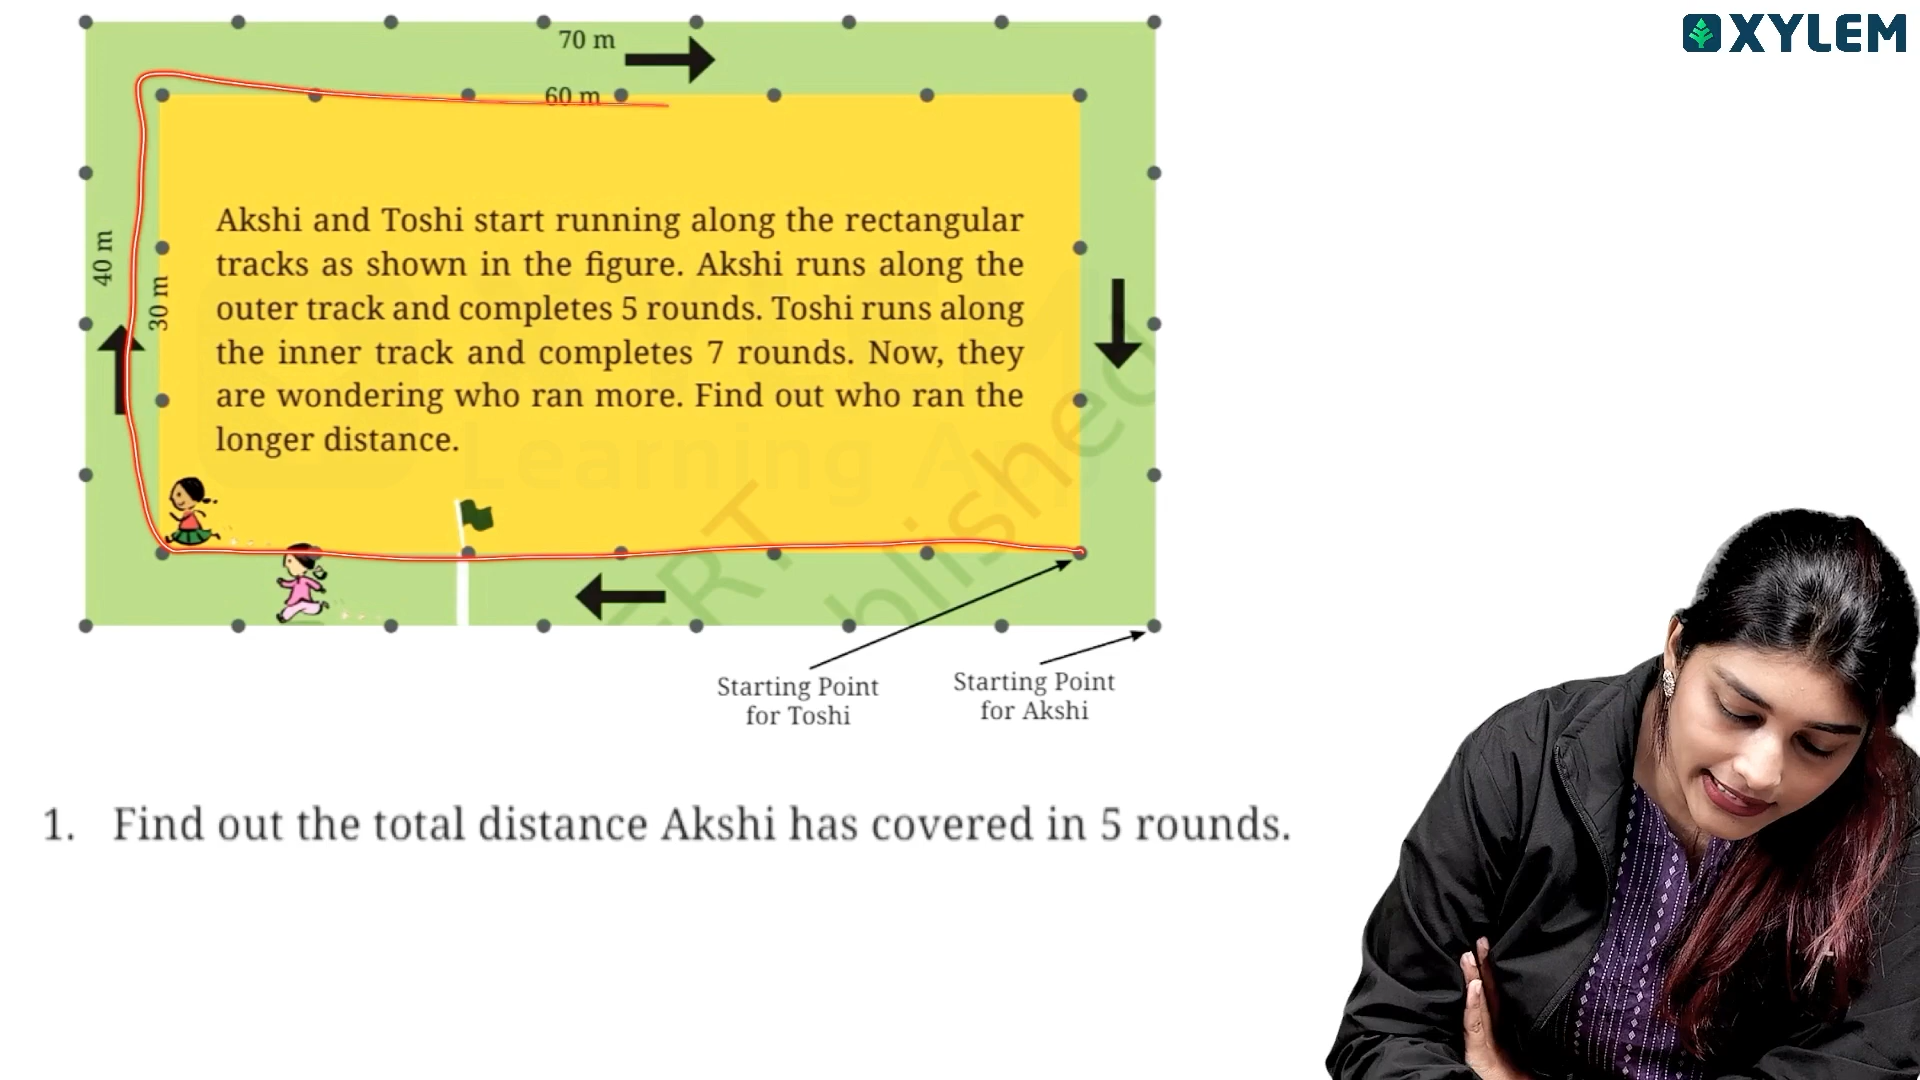 XYLEM
70 m
60 m
40 m
30 m
Akshi and Toshi start running along the rectangular
tracks as shown in the figure. Akshi runs along the
outer track and completes 5 rounds. Toshi runs along
the inner track and completes 7 rounds. Now, they
are wondering who ran more. Find out who ran the
longer distance.
Learning App
Starting Point
for Toshi
Starting Point
for Akshi
1. Find out the total distance Akshi has covered in 5 rounds.